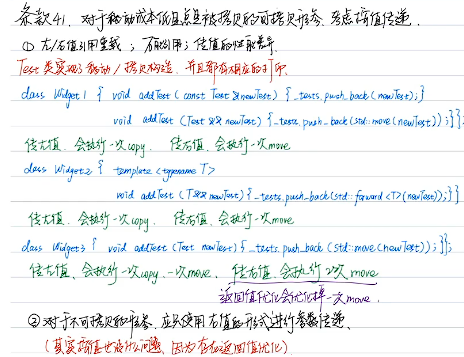 条款41、对于移动成本低且总是被拷贝的可拷贝形参、考虑按值传递.
① 左/右值引用重载；万能引用；传值的性能差异.
Test类实现了移动/拷贝构造，并且都有相应的打印.
class Widget1 { void addTest (const Test &newTest) {_tests.push_back(newTest);}
void addTest (Test && newTest) {_tests.push_back(std::move(newTest));}};
传左值、会执行一次copy. 传右值、会执行一次move
class Widget2 { template <typename T>
void addTest (T&& newTest) {_tests.push_back(std::forward<T>(newTest));}}
传左值、会执行一次copy. 传右值、会执行一次move
class Widget3 { void addTest (Test newTest) {_tests.push_back (std::move(newTest));}};
传左值、会执行一次copy、一次move、 传右值、会执行2次move
返回值优化会优化掉一次move.
② 对于不可拷贝的形参、应只使用右值的形式进行参数传递、
(其实按值也没什么问题、因为存在返回值优化)